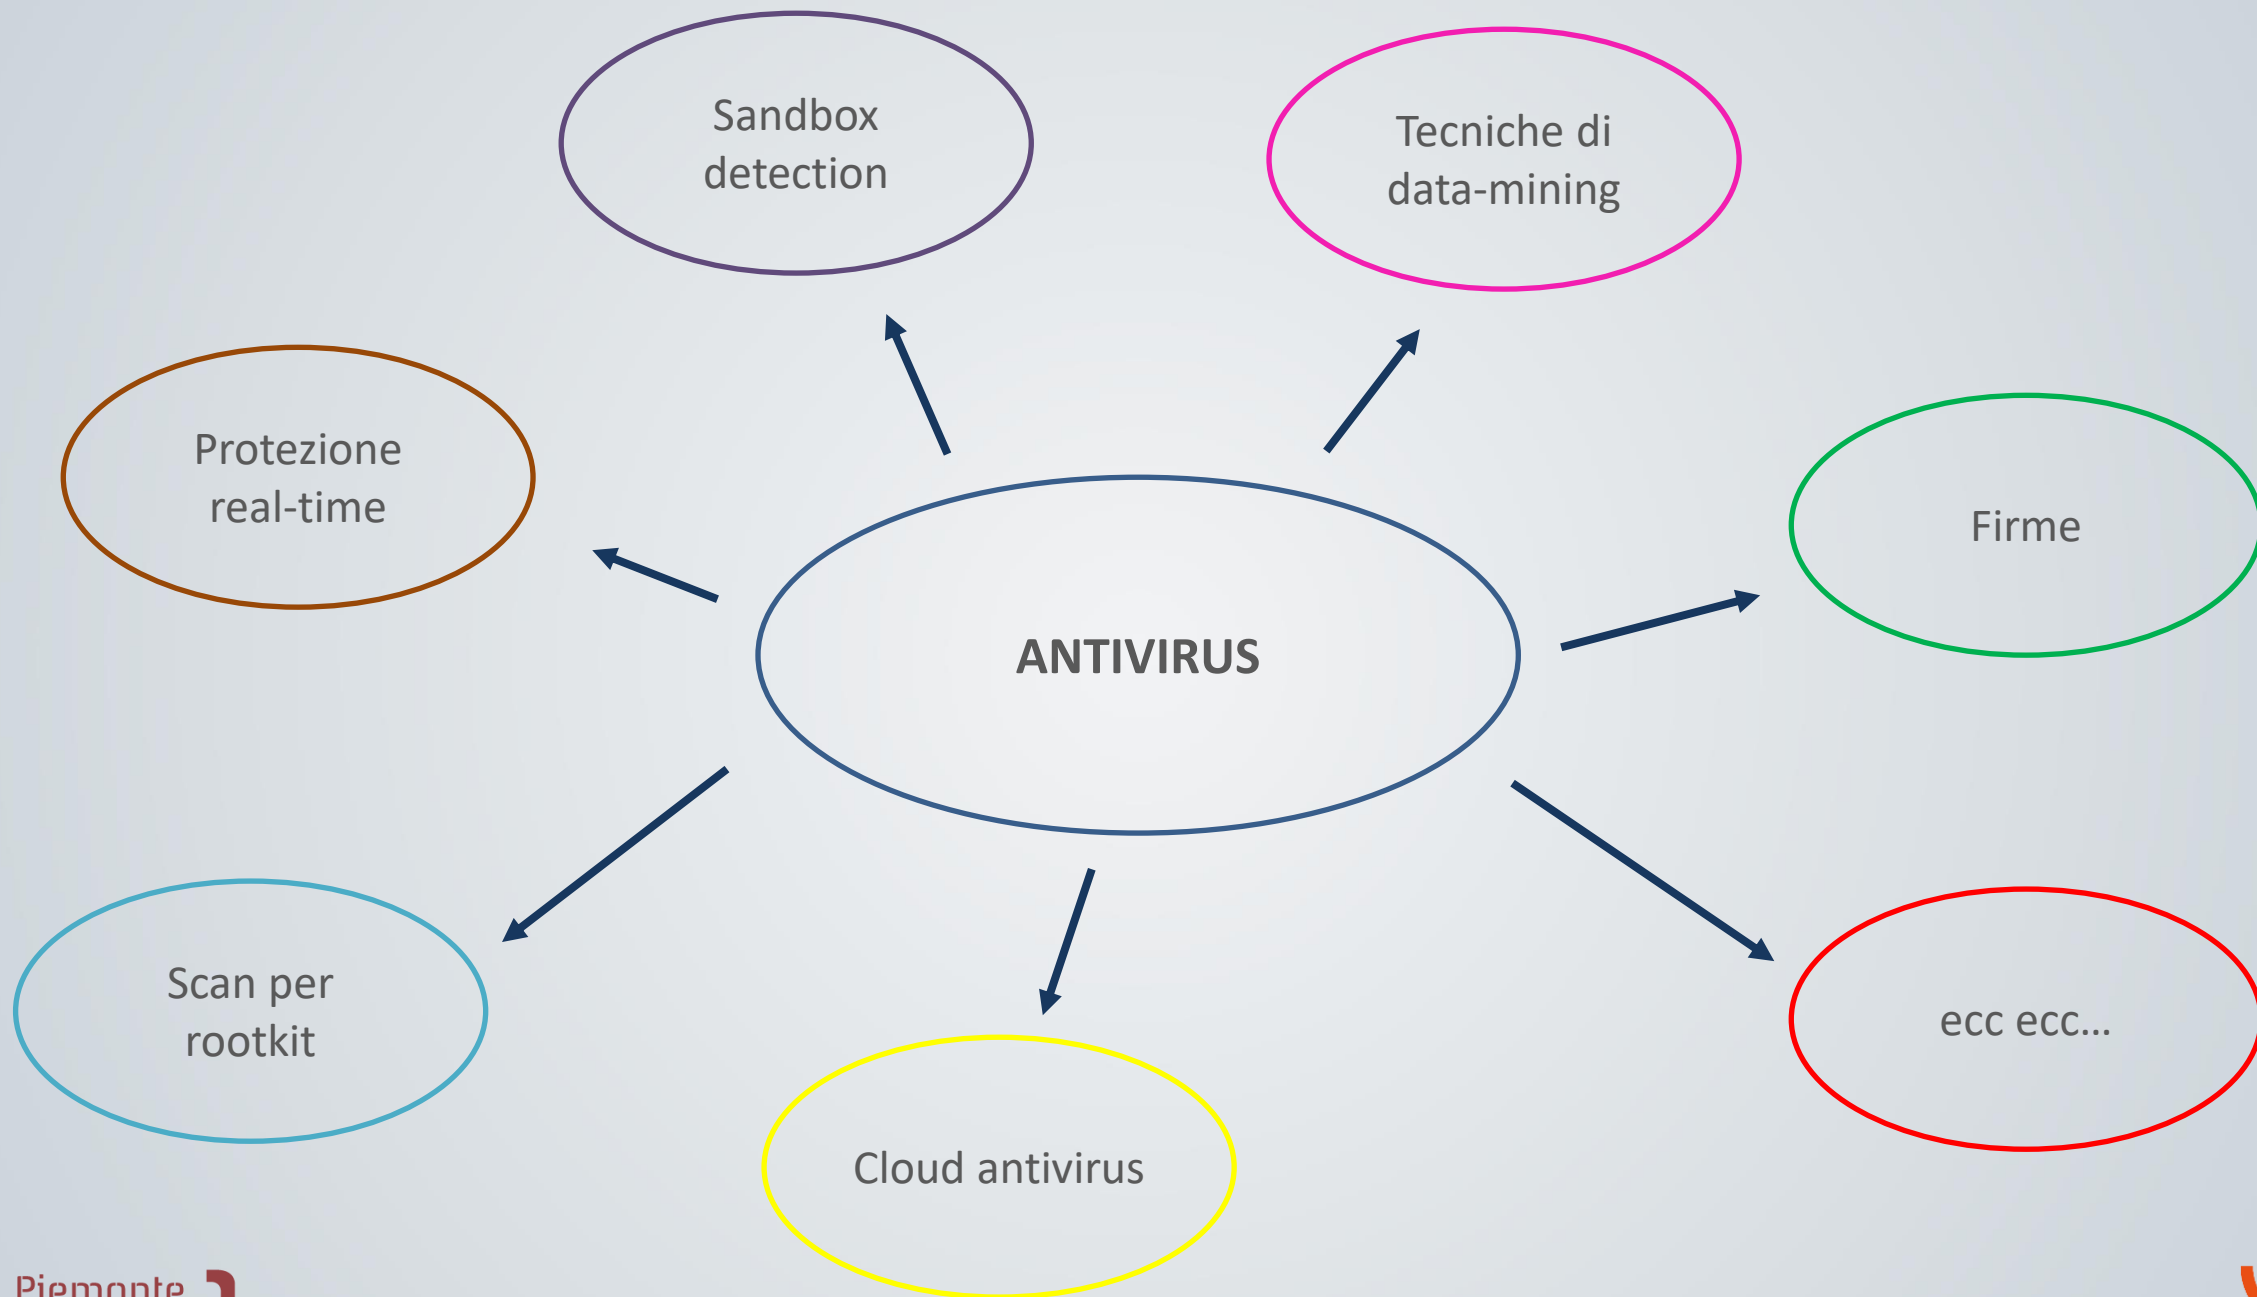 Sandbox
detection
Tecniche di
data-mining
Protezione
real-time
Firme
ANTIVIRUS
Scan per
rootkit
ecc ecc...
Cloud antivirus
Piemonte